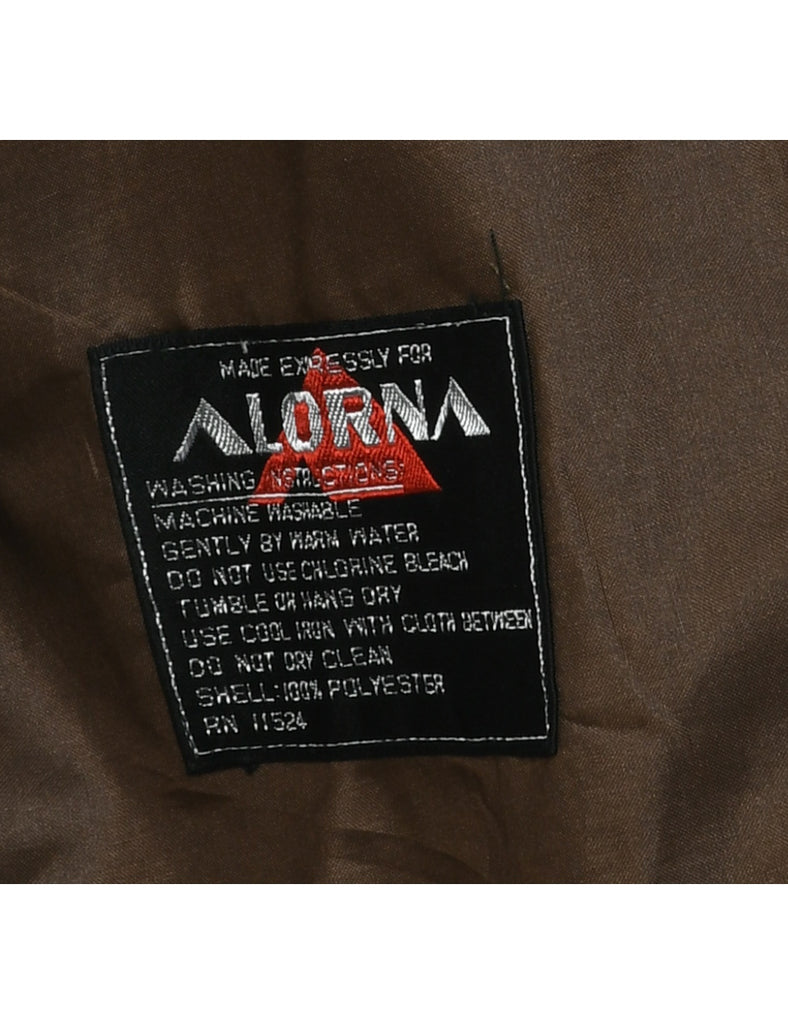 MADE EXPRESSLY FOR
ALORNA
WASHING INSTRUCTIONS:
MACHINE WASHABLE
GENTLY BY WARM WATER
DO NOT USE CHLORINE BLEACH
TUMBLE OR HANG DRY
USE COOL IRON WITH CLOTH BETWEEN
DO NOT DRY CLEAN
SHELL: 100% POLYESTER
RN 11524